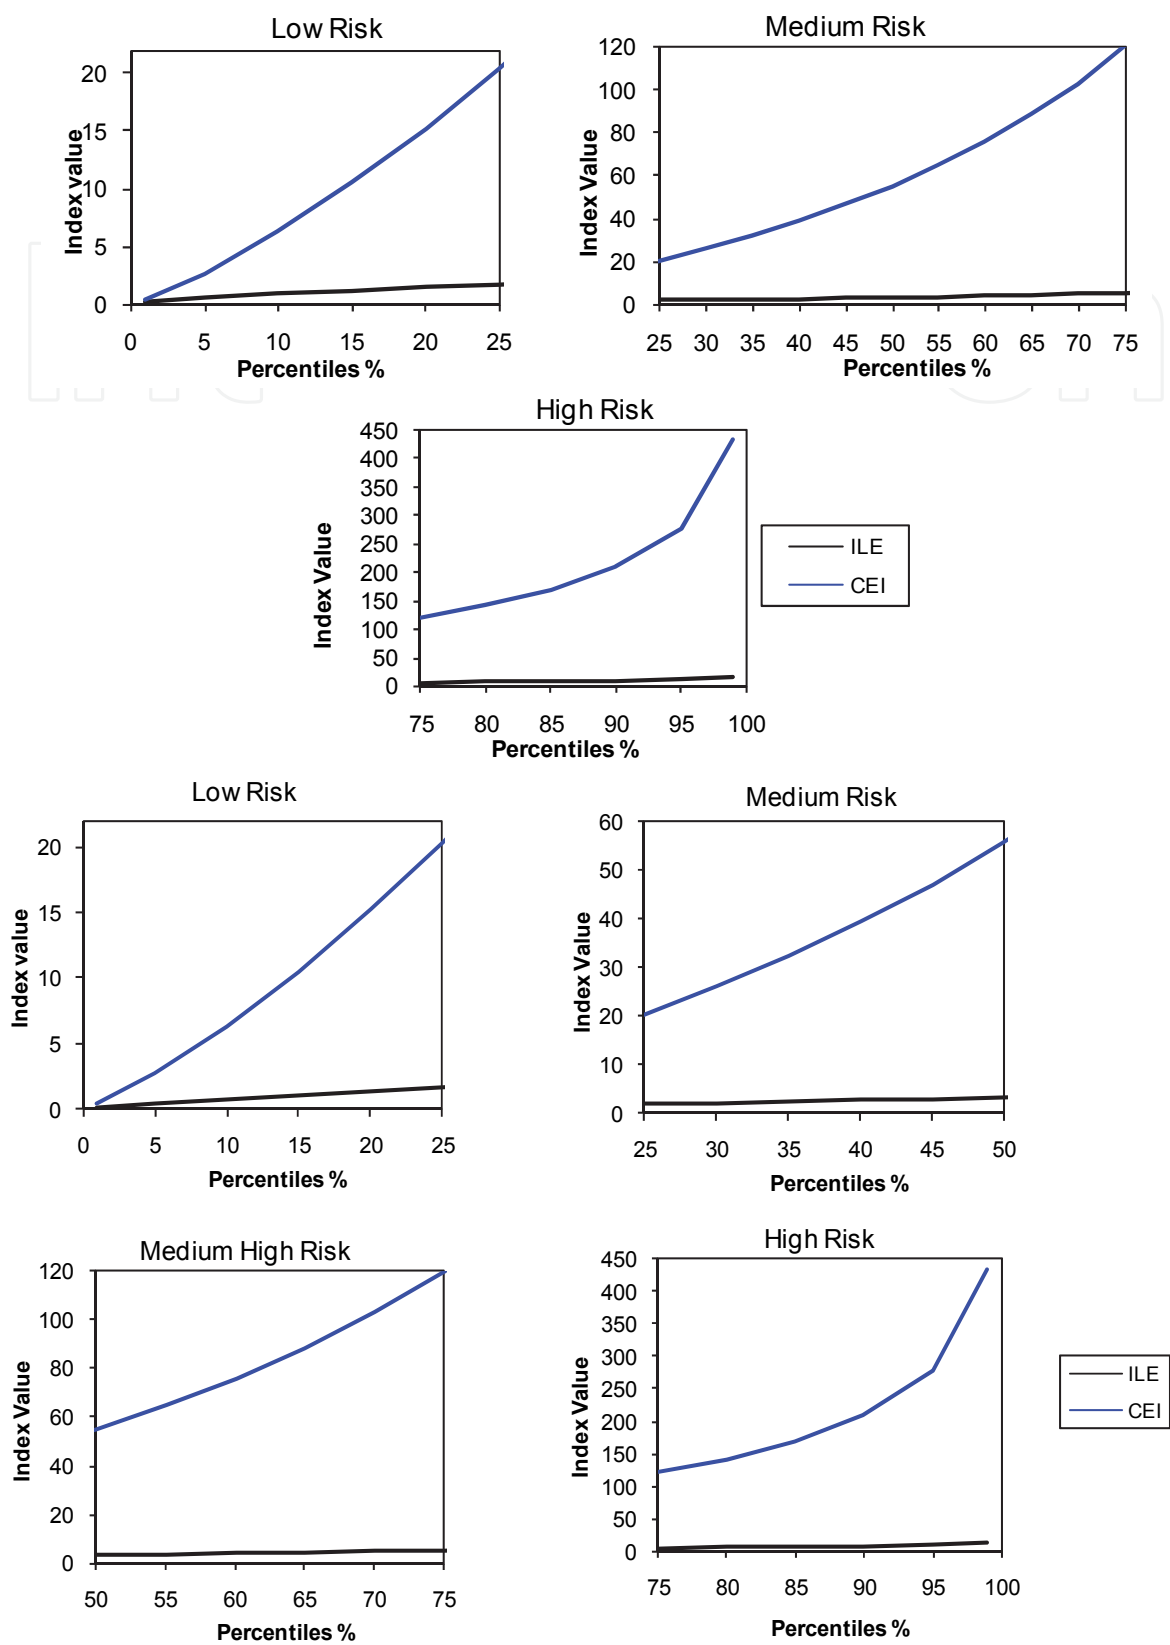 Low Risk
Index value
20
15
10
5
0
0 5 10 15 20 25
Percentiles %
Medium Risk
Index Value
120
100
80
60
40
20
0
25 30 35 40 45 50 55 60 65 70 75
Percentiles %
High Risk
Index Value
450
400
350
300
250
200
150
100
50
0
75 80 85 90 95 100
Percentiles %
ILE
CEI
Low Risk
Index value
20
15
10
5
0
0 5 10 15 20 25
Percentiles %
Medium Risk
Index Value
60
50
40
30
20
10
0
25 30 35 40 45 50
Percentiles %
Medium High Risk
Index Value
120
100
80
60
40
20
0
50 55 60 65 70 75
Percentiles %
High Risk
Index Value
450
400
350
300
250
200
150
100
50
0
75 80 85 90 95 100
Percentiles %
ILE
CEI